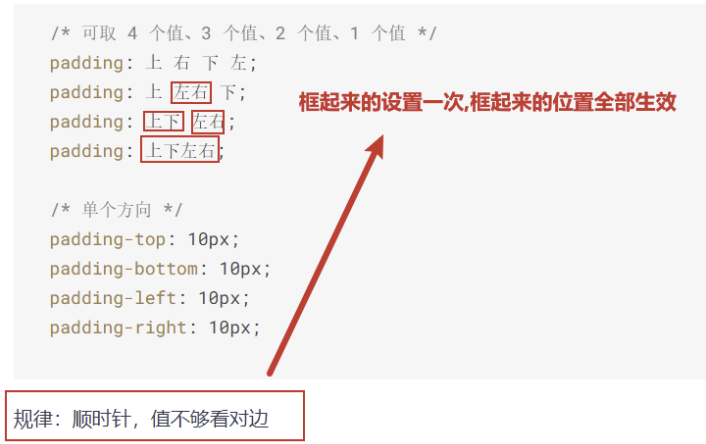 /* 可取 4 个值、3 个值、2 个值、1 个值 */
padding: 上 右 下 左;
padding: 上 左右 下;
框起来的设置一次,框起来的位置全部生效
padding: 上下 左右;
padding: 上下左右;
/* 单个方向 */
padding-top: 10px;
padding-bottom: 10px;
padding-left: 10px;
padding-right: 10px;
规律：顺时针，值不够看对边